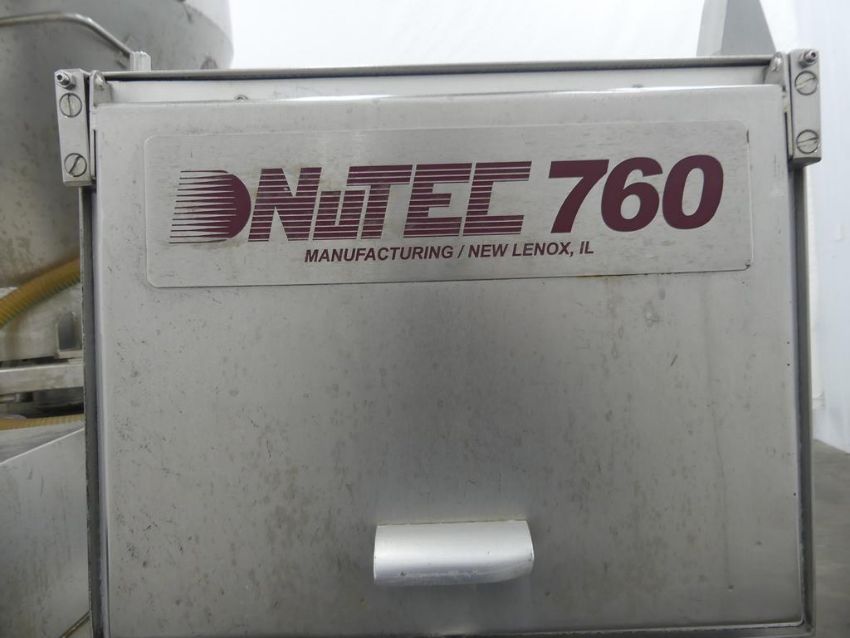 NUTEC 760
MANUFACTURING / NEW LENOX, IL